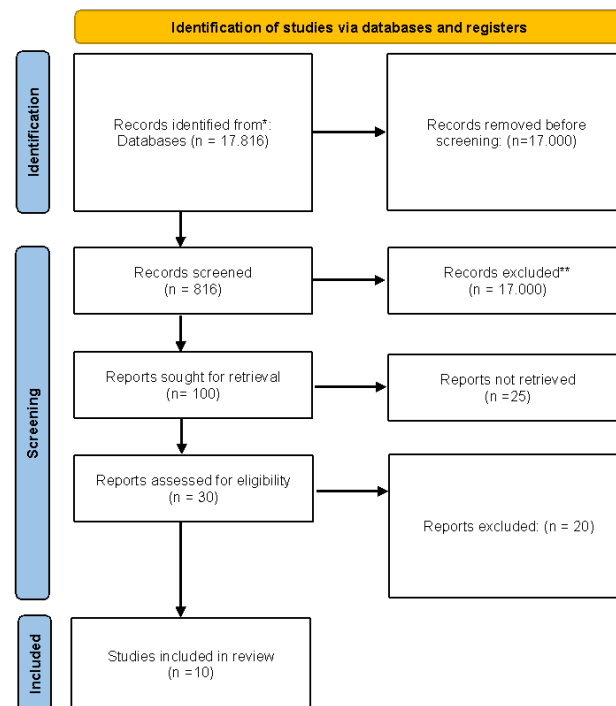 Identification of studies via databases and registers
Identification
Records identified from*:
Databases (n = 17.816)
Records removed before
screening: (n=17.000)
Screening
Records screened
(n = 816)
Records excluded**
(n = 17.000)
Reports sought for retrieval
(n= 100)
Reports not retrieved
(n =25)
Reports assessed for eligibility
(n = 30)
Reports excluded: (n = 20)
Included
Studies included in review
(n =10)